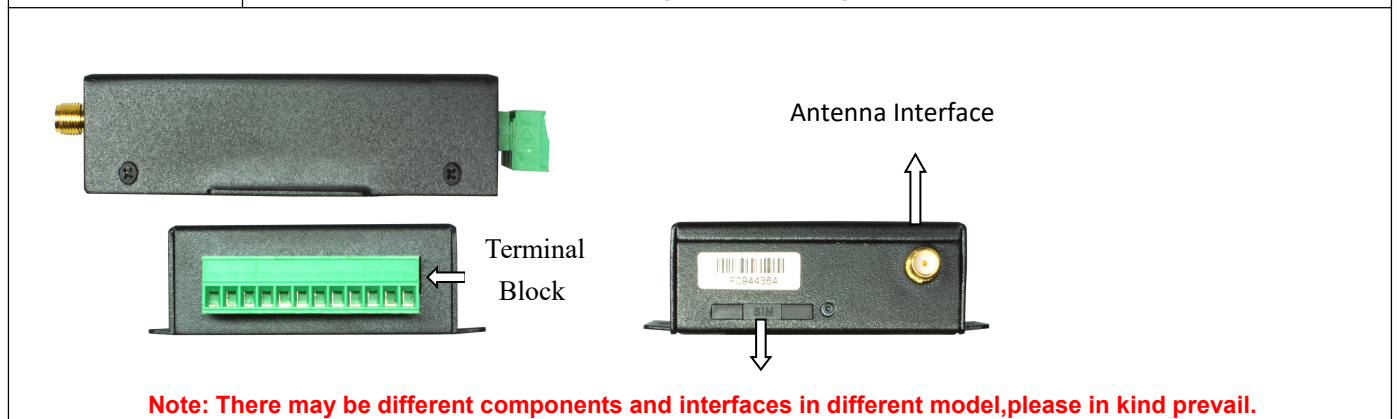 Antenna Interface
Terminal
Block
F0944364
SIM
Note: There may be different components and interfaces in different model,please in kind prevail.